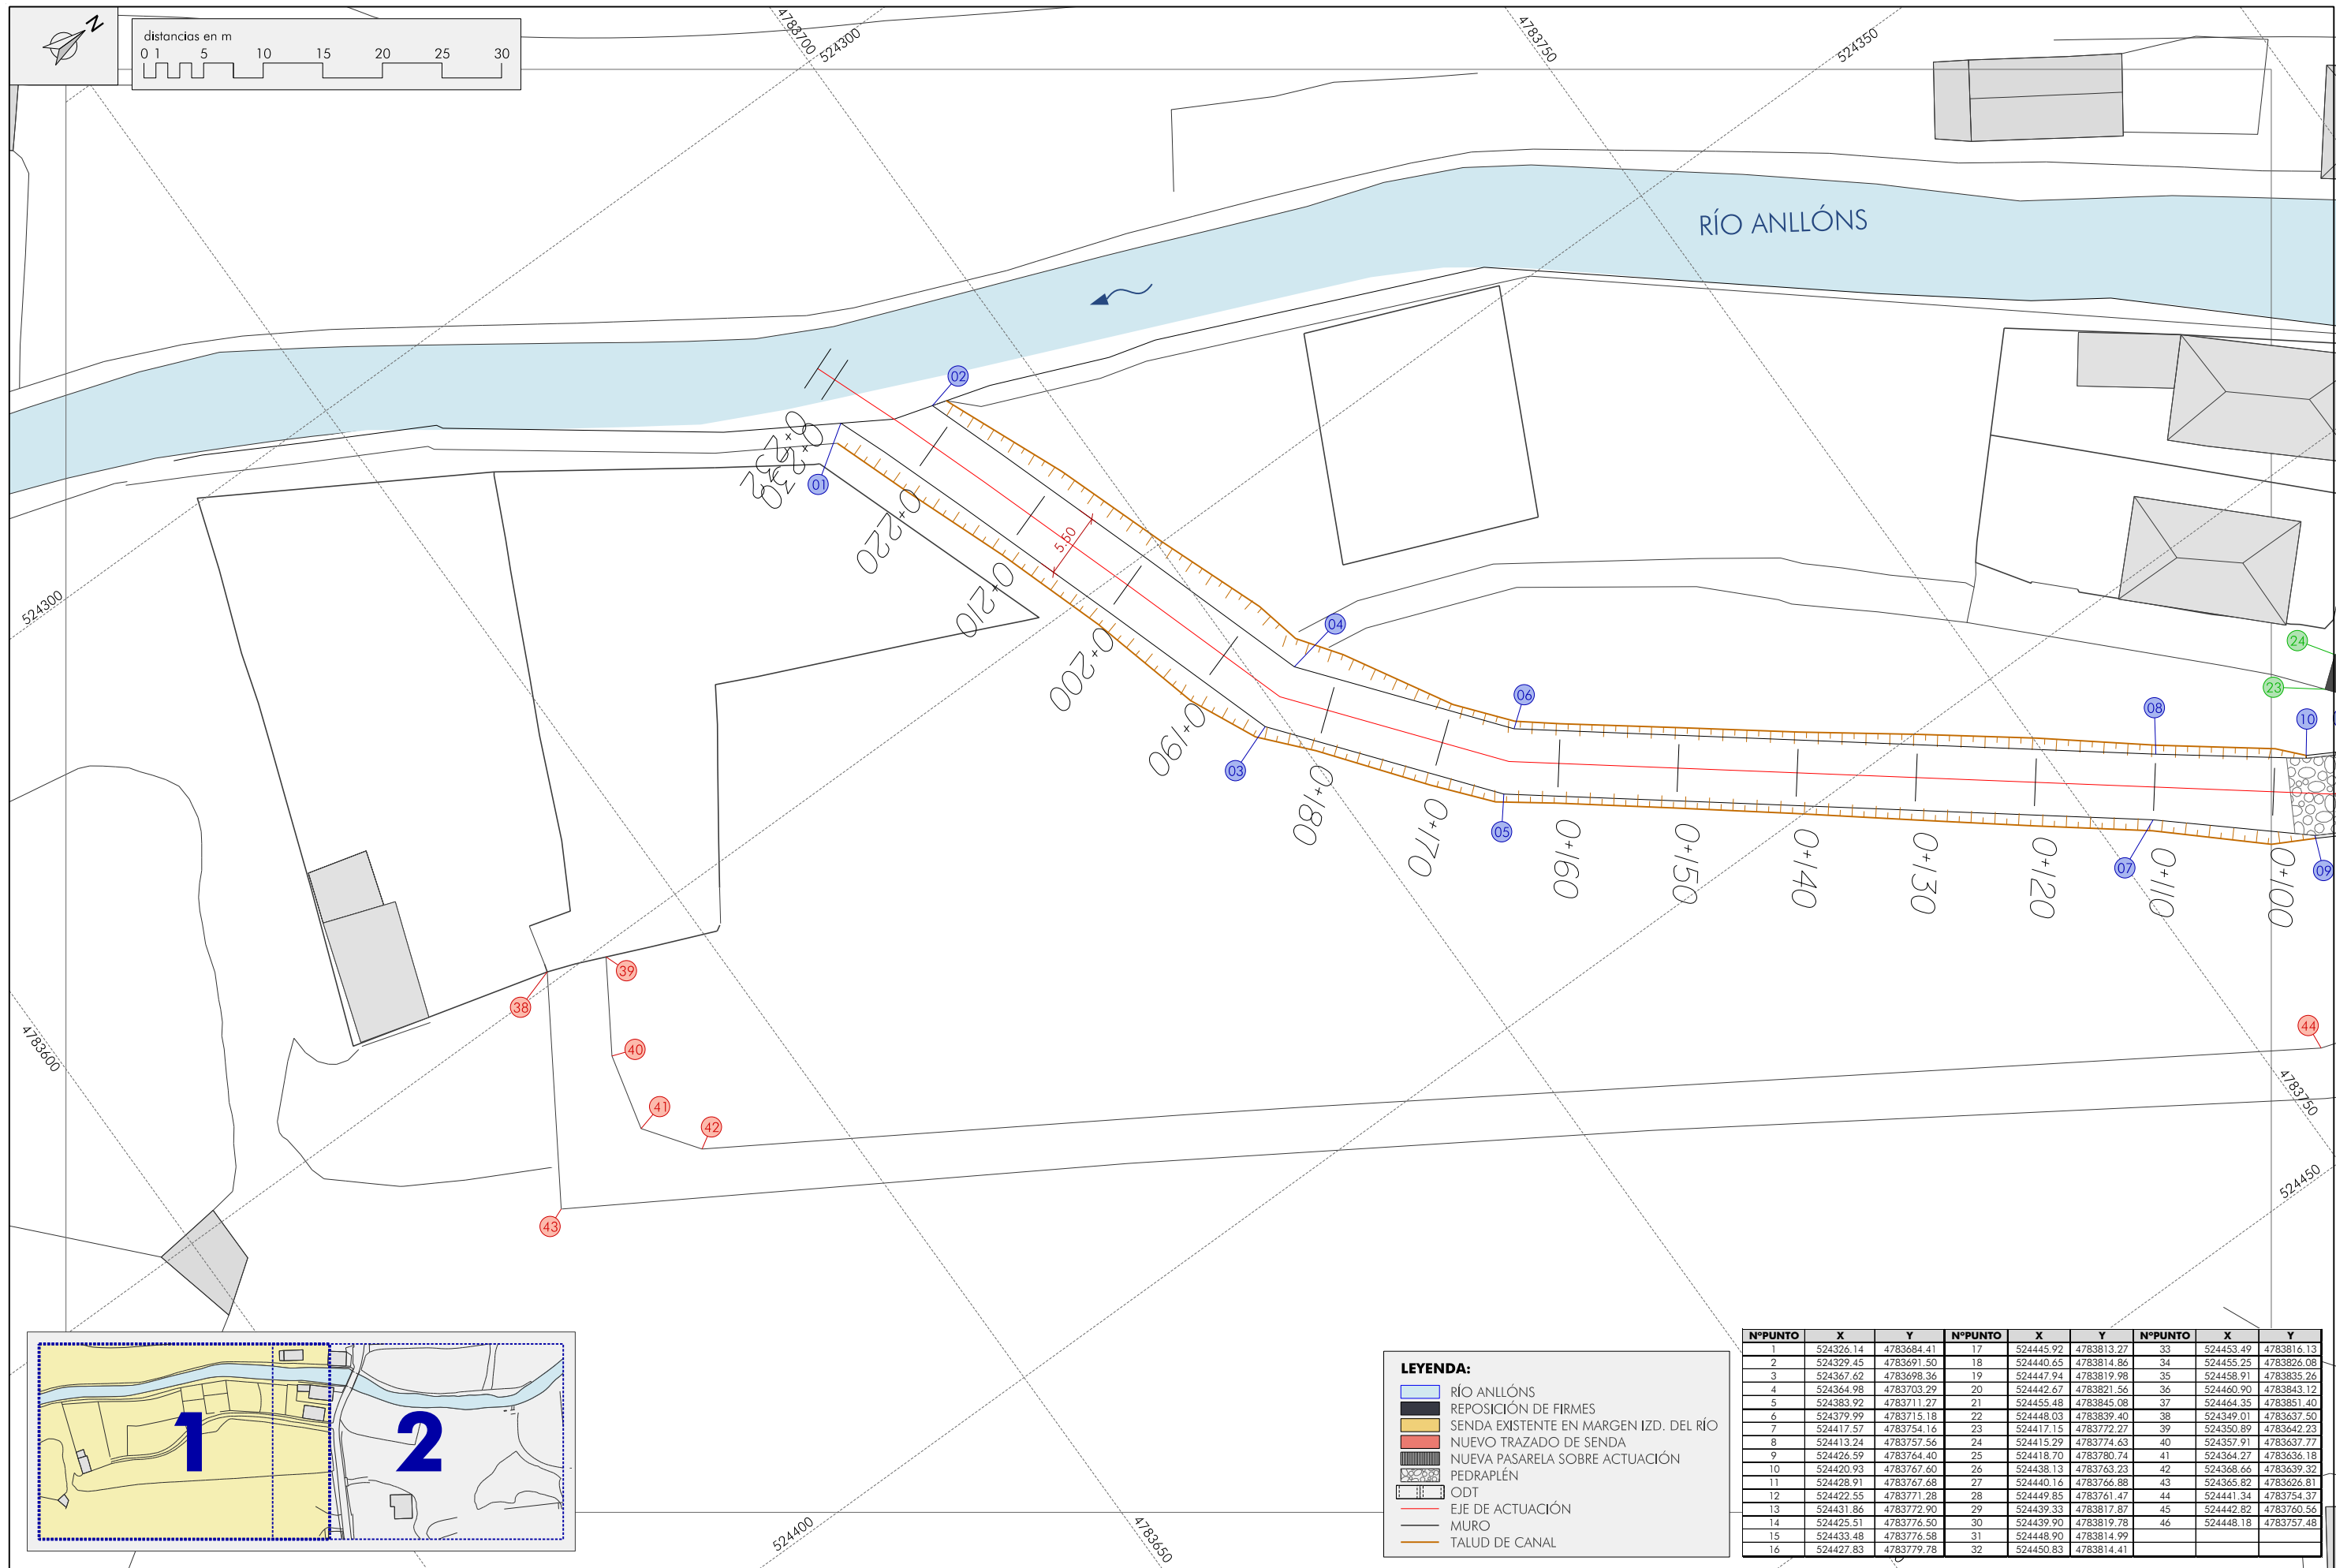 N
distancias en m
0 1 5 10 15 20 25 30
4783700
524300
4783750
524350
RÍO ANLLÓNS
02
01
0+232
0+230
0+220
5.50
0+210
0+200
0+190
04
03
0+180
0+170
06
05
0+160
0+150
0+140
0+130
0+120
08
07
0+110
10
09
0+100
24
23
524300
39
38
40
41
42
43
44
4783600
4783750
524450
524400
4783650
1
2
LEYENDA:
RÍO ANLLÓNS
REPOSICIÓN DE FIRMES
SENDA EXISTENTE EN MARGEN IZD. DEL RÍO
NUEVO TRAZADO DE SENDA
NUEVA PASARELA SOBRE ACTUACIÓN
PEDRAPLÉN
ODT
EJE DE ACTUACIÓN
MURO
TALUD DE CANAL
NºPUNTO X Y NºPUNTO X Y NºPUNTO X Y
1 524326.14 4783684.41 17 524445.92 4783813.27 33 524453.49 4783816.13
2 524329.45 4783691.50 18 524440.65 4783814.86 34 524455.25 4783826.08
3 524367.62 4783698.36 19 524447.94 4783819.98 35 524458.91 4783835.26
4 524364.98 4783703.29 20 524442.67 4783821.56 36 524460.90 4783843.12
5 524383.92 4783711.27 21 524455.48 4783845.08 37 524464.35 4783851.40
6 524379.99 4783715.18 22 524448.03 4783839.40 38 524349.01 4783637.50
7 524417.57 4783754.16 23 524417.15 4783772.27 39 524350.89 4783642.23
8 524413.24 4783757.56 24 524415.29 4783774.63 40 524357.91 4783637.77
9 524426.59 4783764.40 25 524418.70 4783780.74 41 524364.27 4783636.18
10 524420.93 4783767.60 26 524438.13 4783763.23 42 524368.66 4783639.32
11 524428.91 4783767.68 27 524440.16 4783766.88 43 524365.82 4783626.81
12 524422.55 4783771.28 28 524449.85 4783761.47 44 524441.34 4783754.37
13 524431.86 4783772.90 29 524439.33 4783817.87 45 524442.82 4783760.56
14 524425.51 4783776.50 30 524439.90 4783819.78 46 524448.18 4783757.48
15 524433.48 4783776.58 31 524448.90 4783814.99
16 524427.83 4783779.78 32 524450.83 4783814.41